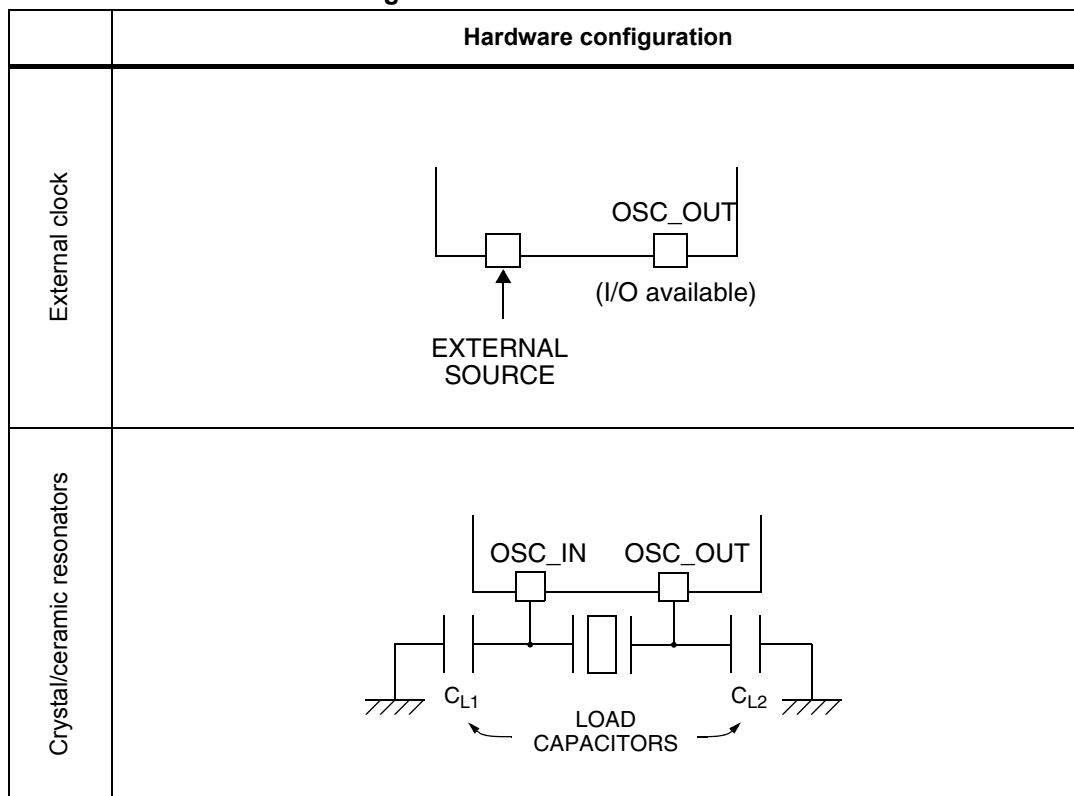 Hardware configuration
External clock
OSC_OUT
(I/O available)
EXTERNAL
SOURCE
Crystal/ceramic resonators
OSC_IN OSC_OUT
CL1 CL2
LOAD
CAPACITORS